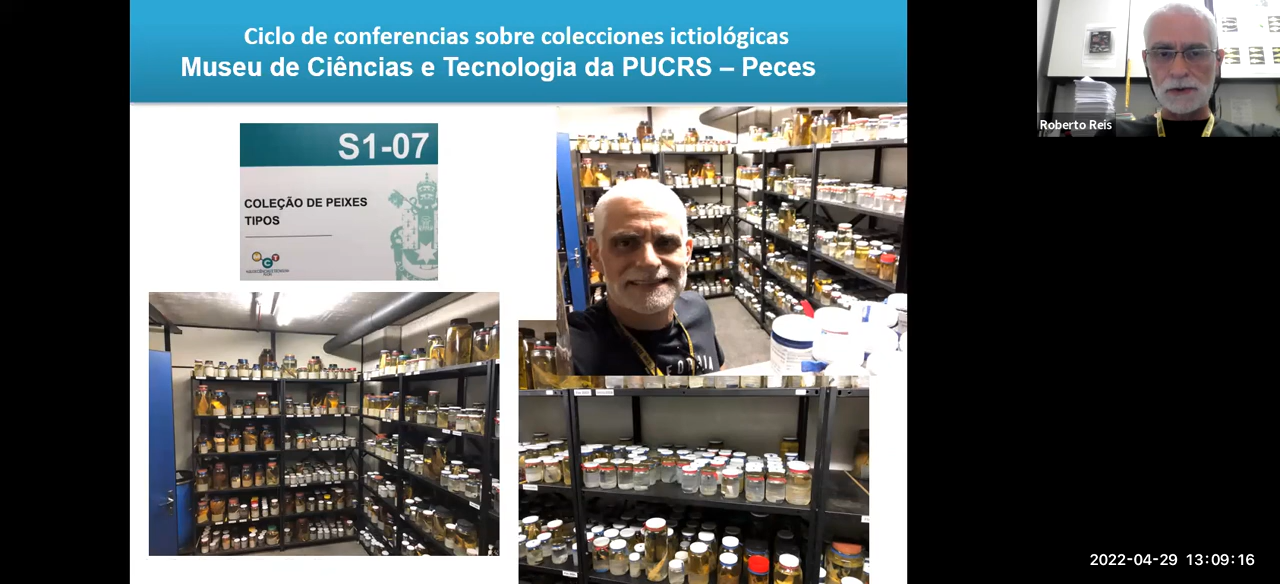 Ciclo de conferencias sobre colecciones ictiológicas
Museu de Ciências e Tecnologia da PUCRS – Peces
S1-07
COLEÇÃO DE PEIXES
TIPOS
MCT
Roberto Reis
2022-04-29 13:09:16